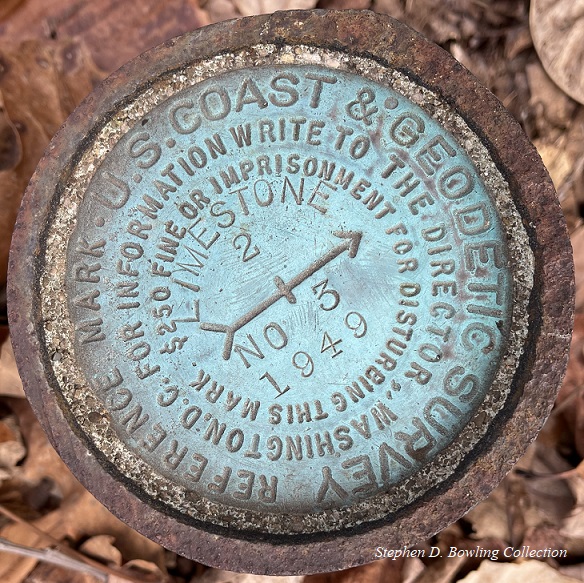 U.S. COAST & GEODETIC SURVEY
REFERENCE MARK
FOR INFORMATION WRITE TO THE DIRECTOR, WASHINGTON D.C.
$250 FINE OR IMPRISONMENT FOR DISTURBING THIS MARK
LIMESTONE
2
NO 3
1949
Stephen D. Bowling Collection